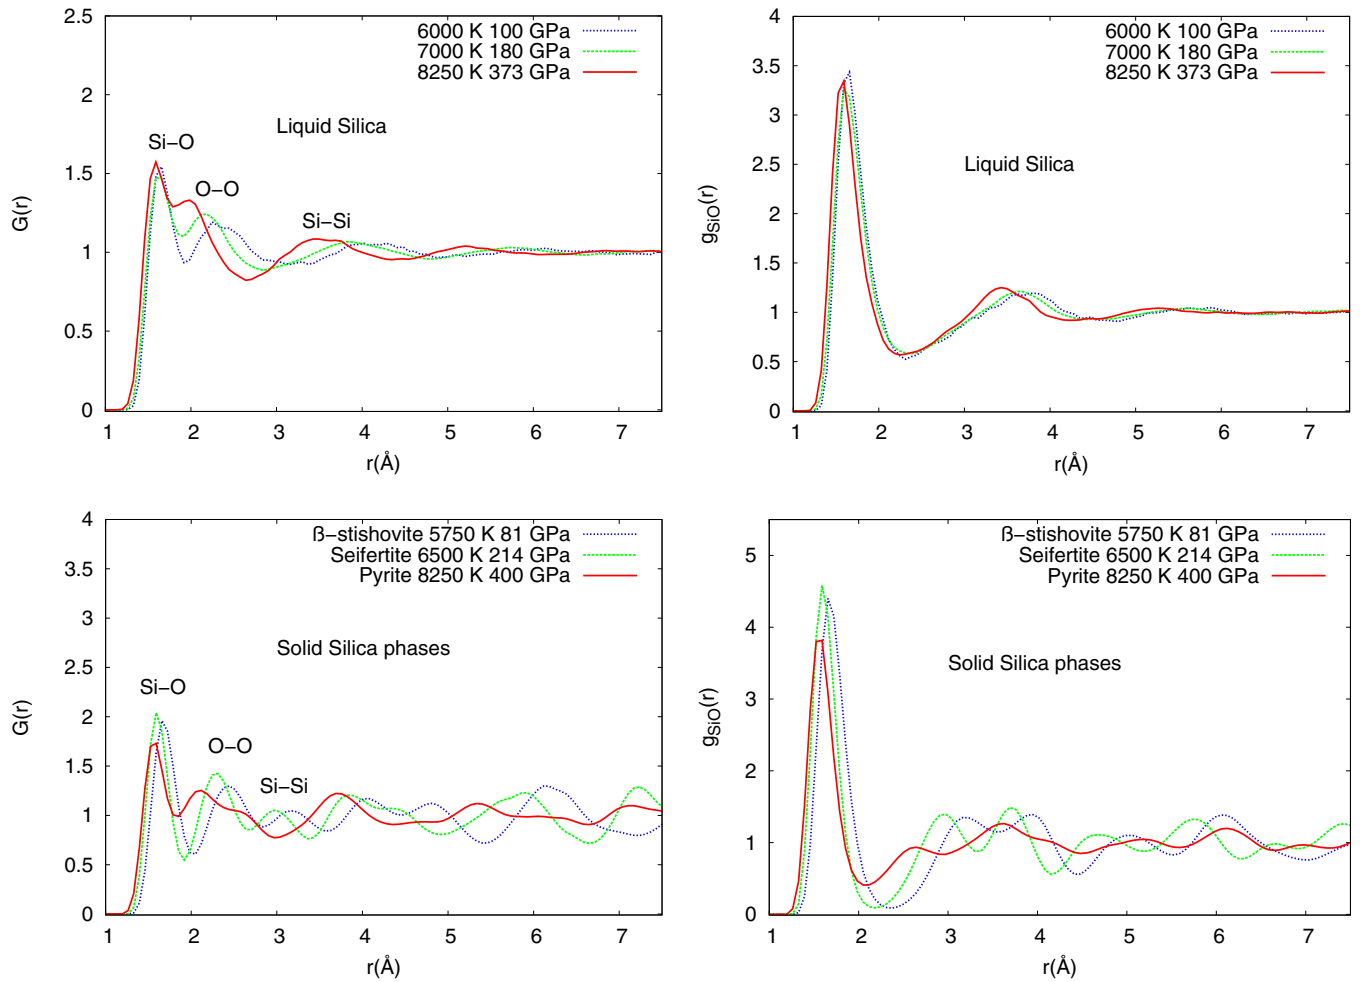 2.5
2
1.5
1
0.5
0
G(r)
6000 K 100 GPa
7000 K 180 GPa
8250 K 373 GPa
Liquid Silica
Si−O
O−O
Si−Si
1 2 3 4 5 6 7
r(Å)
4
3.5
3
2.5
2
1.5
1
0.5
0
gSiO(r)
6000 K 100 GPa
7000 K 180 GPa
8250 K 373 GPa
Liquid Silica
1 2 3 4 5 6 7
r(Å)
4
3.5
3
2.5
2
1.5
1
0.5
0
G(r)
ß−stishovite 5750 K 81 GPa
Seifertite 6500 K 214 GPa
Pyrite 8250 K 400 GPa
Solid Silica phases
Si−O
O−O
Si−Si
1 2 3 4 5 6 7
r(Å)
5
4
3
2
1
0
gSiO(r)
ß−stishovite 5750 K 81 GPa
Seifertite 6500 K 214 GPa
Pyrite 8250 K 400 GPa
Solid Silica phases
1 2 3 4 5 6 7
r(Å)